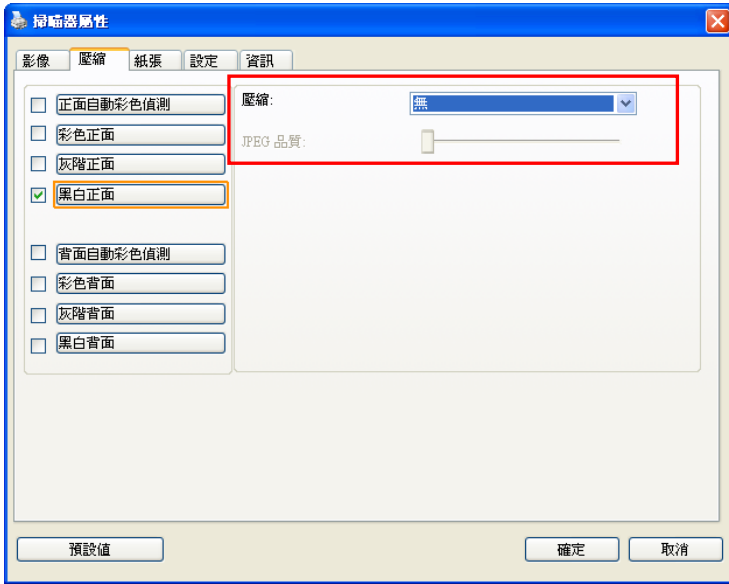 掃瞄器屬性
影像 壓縮 紙張 設定 資訊
正面自動彩色偵測
彩色正面
灰階正面
黑白正面
背面自動彩色偵測
彩色背面
灰階背面
黑白背面
壓縮: 無
JPEG 品質:
預設值 確定 取消